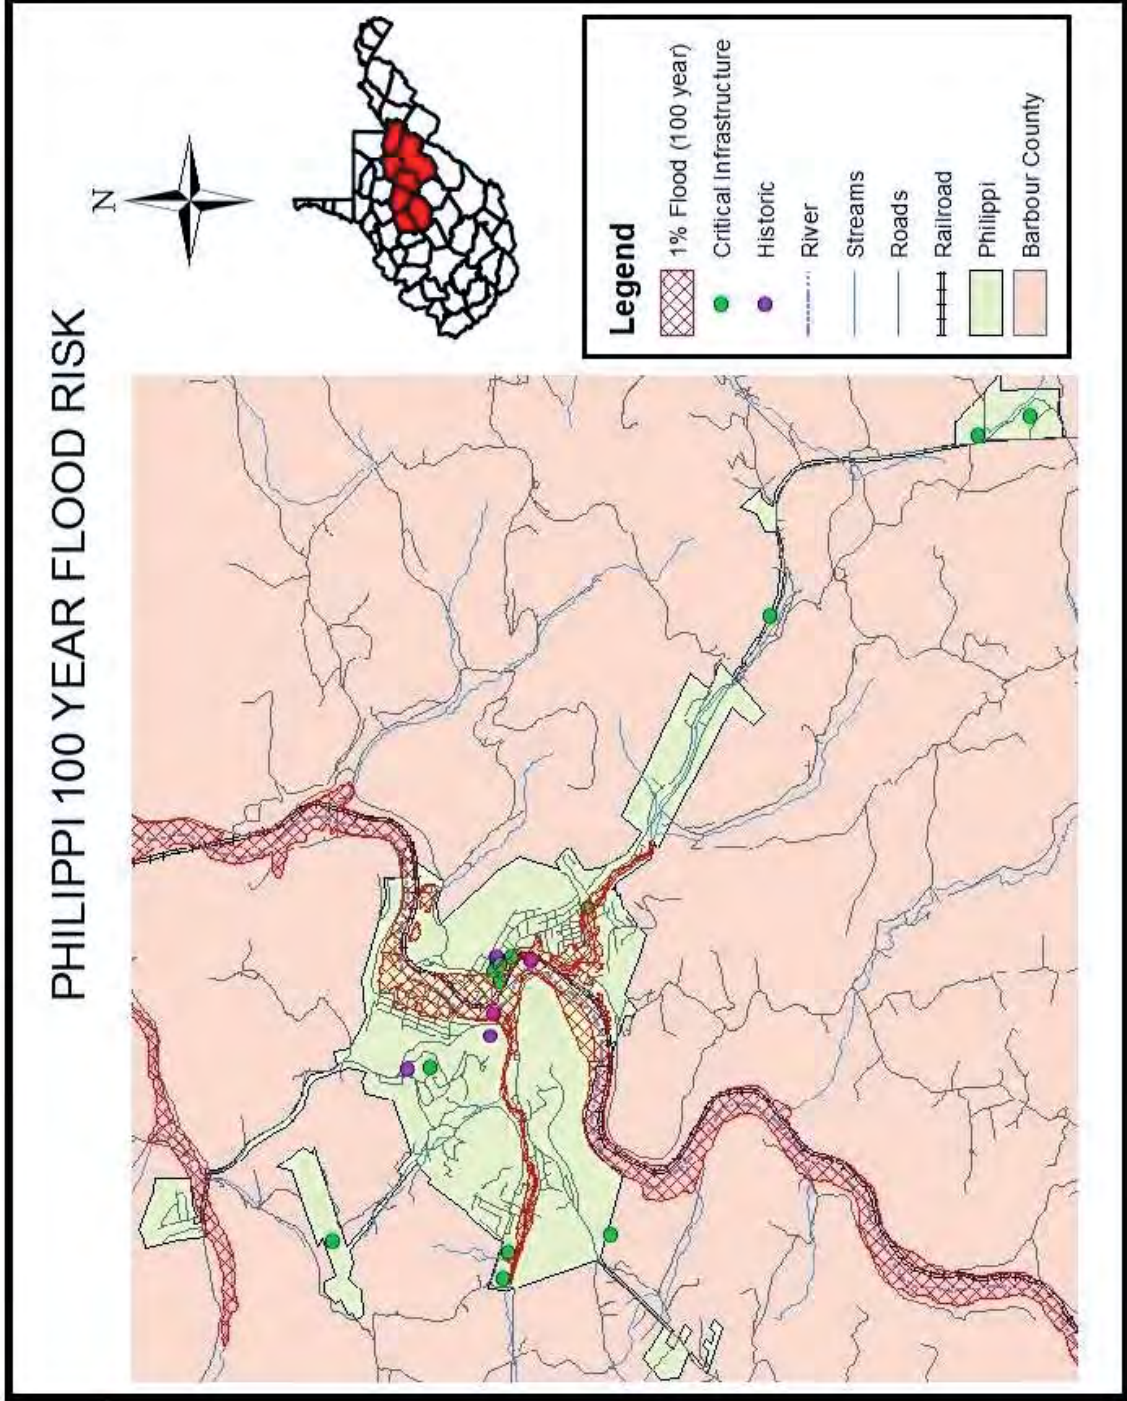 PHILIPPI 100 YEAR FLOOD RISK
N
Legend
1% Flood (100 year)
Critical Infrastructure
Historic
River
Streams
Roads
Railroad
Philippi
Barbour County